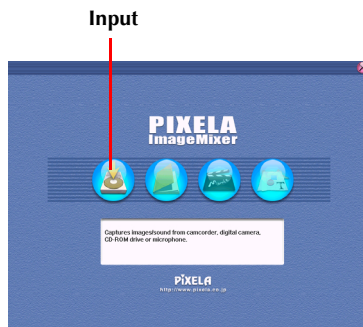 Input
PIXELA
ImageMixer
Captures images/sound from camcorder, digital camera,
CD-ROM drive or microphone.
PIXELA
http://www.pixela.co.jp